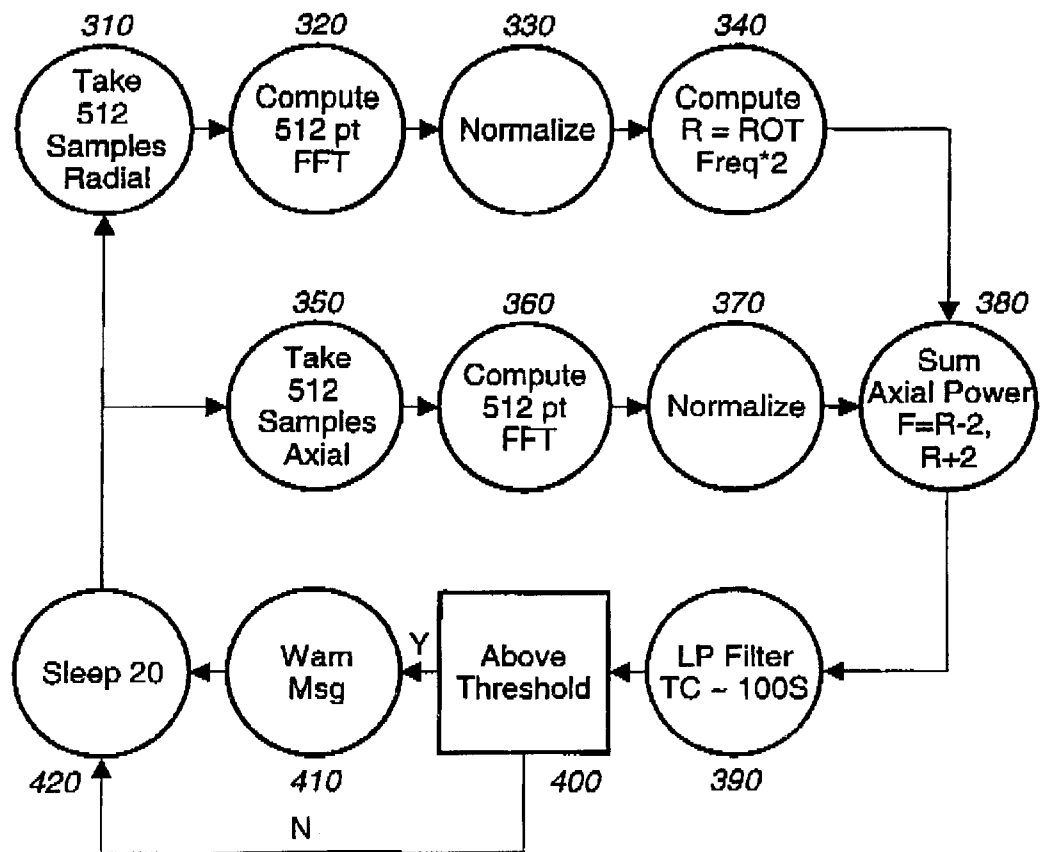 310
320
330
340
Take
512
Samples
Radial
Compute
512 pt
FFT
Normalize
Compute
R = ROT
Freq*2
350
360
370
380
Take
512
Samples
Axial
Compute
512 pt
FFT
Normalize
Sum
Axial Power
F=R-2,
R+2
Sleep 20
Warn
Msg
Y
Above
Threshold
LP Filter
TC ~ 100S
420
410
400
390
N